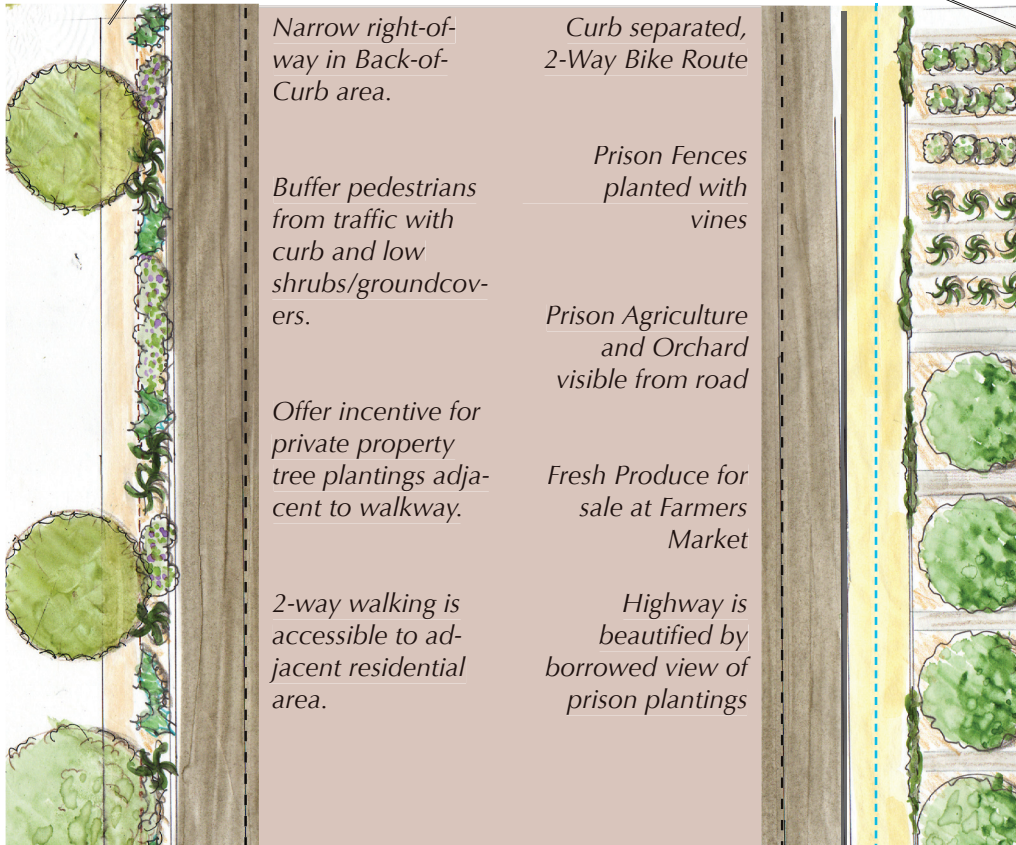 Narrow right-of-
way in Back-of-
Curb area.
Buffer pedestrians
from traffic with
curb and low
shrubs/groundcov-
ers.
Offer incentive for
private property
tree plantings adja-
cent to walkway.
2-way walking is
accessible to ad-
jacent residential
area.
Curb separated,
2-Way Bike Route
Prison Fences
planted with
vines
Prison Agriculture
and Orchard
visible from road
Fresh Produce for
sale at Farmers
Market
Highway is
beautified by
borrowed view of
prison plantings